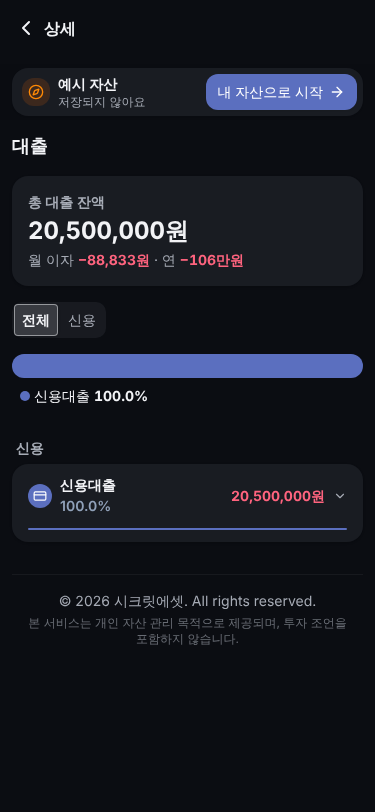 상세
예시 자산
저장되지 않아요
내 자산으로 시작
대출
총 대출 잔액
20,500,000원
월 이자 −88,833원 · 연 −106만원
전체 신용
신용대출 100.0%
신용
신용대출
100.0%
20,500,000원
© 2026 시크릿에셋. All rights reserved.
본 서비스는 개인 자산 관리 목적으로 제공되며, 투자 조언을
포함하지 않습니다.